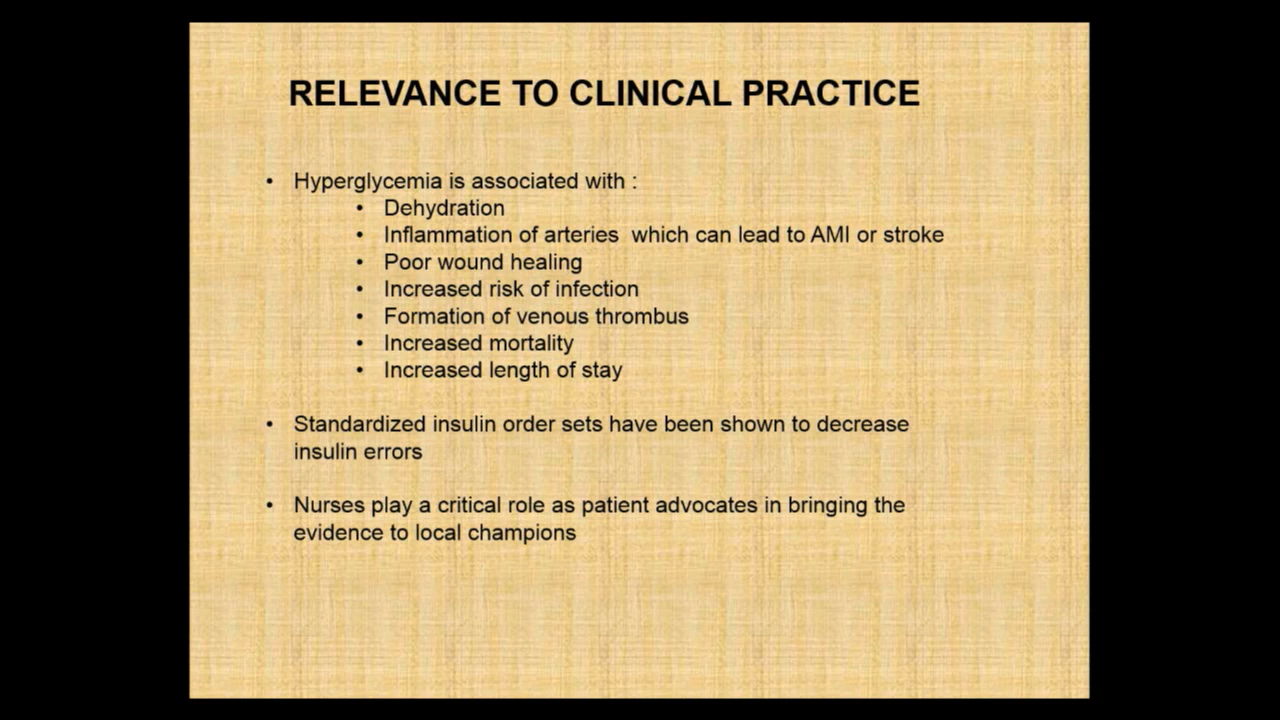 RELEVANCE TO CLINICAL PRACTICE
• Hyperglycemia is associated with :
• Dehydration
• Inflammation of arteries  which can lead to AMI or stroke
• Poor wound healing
• Increased risk of infection
• Formation of venous thrombus
• Increased mortality
• Increased length of stay
• Standardized insulin order sets have been shown to decrease
insulin errors
• Nurses play a critical role as patient advocates in bringing the
evidence to local champions